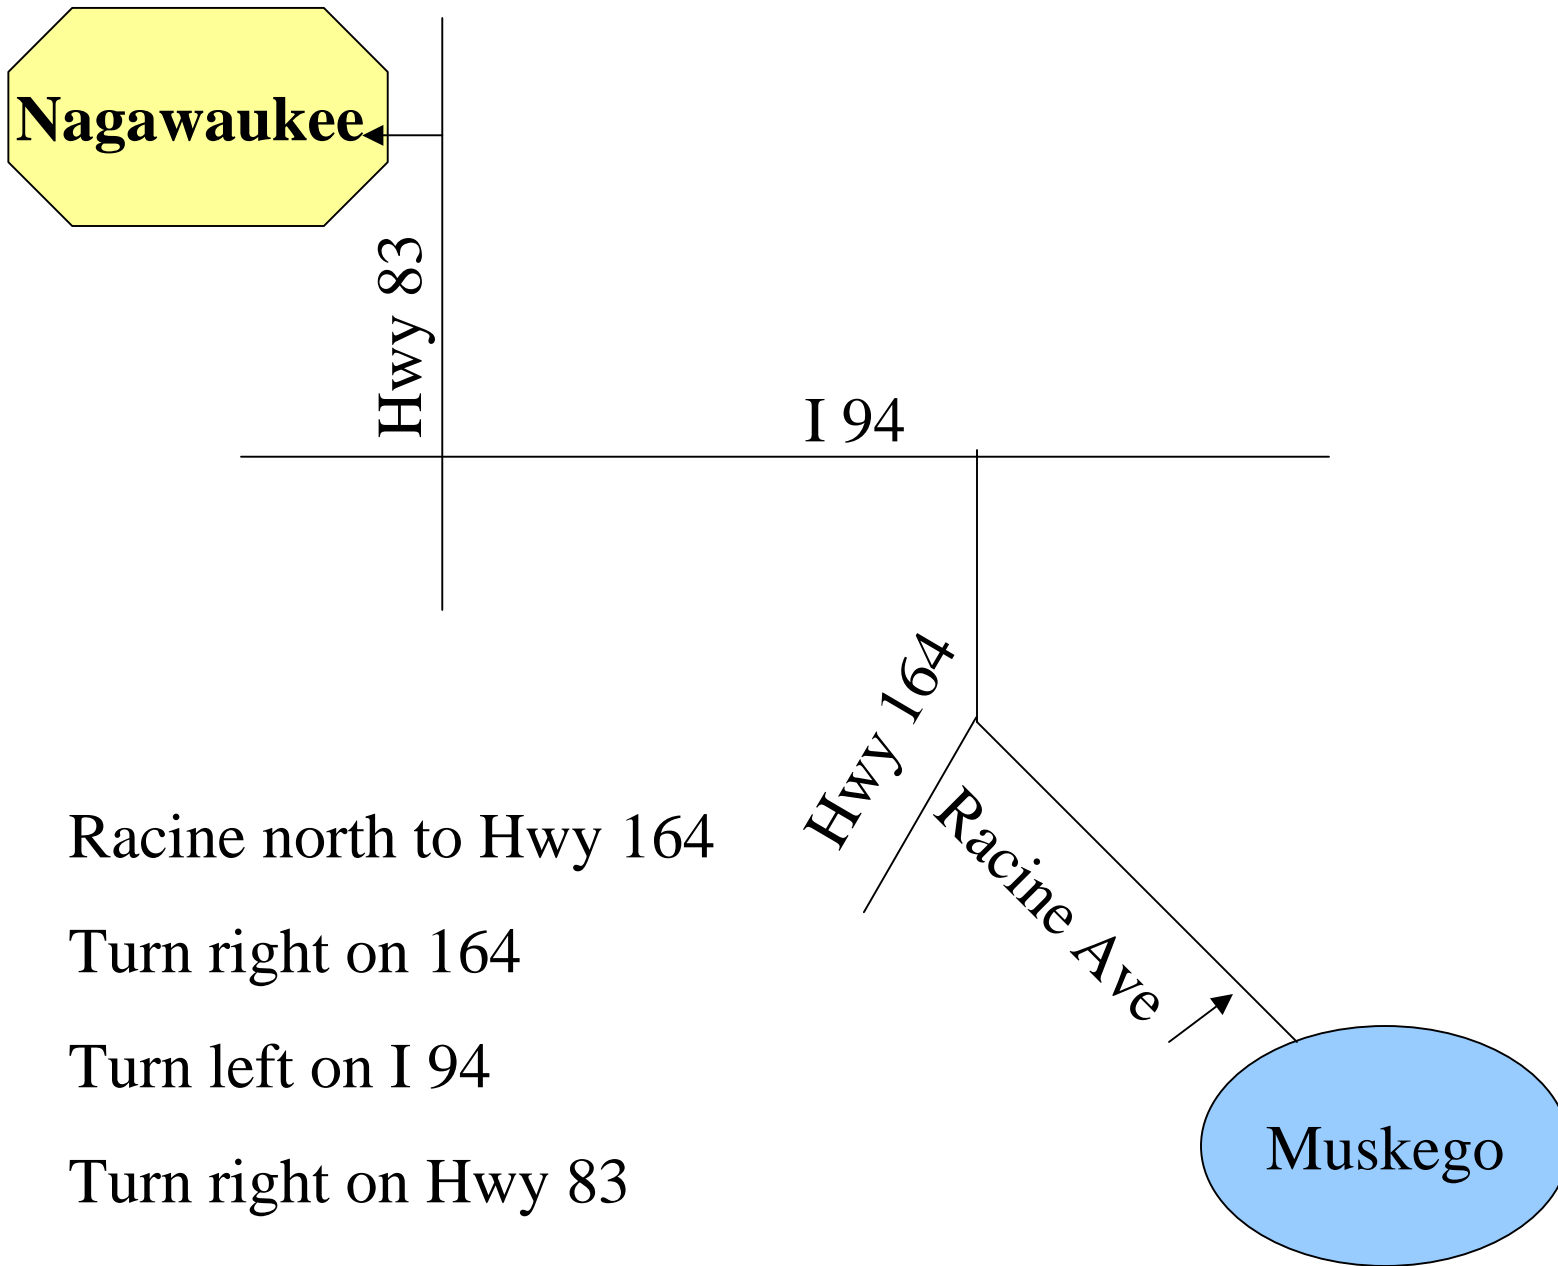 Nagawaukee
Hwy 83
I 94
Hwy 164
Racine Ave
Racine north to Hwy 164
Turn right on 164
Turn left on I 94
Turn right on Hwy 83
Muskego